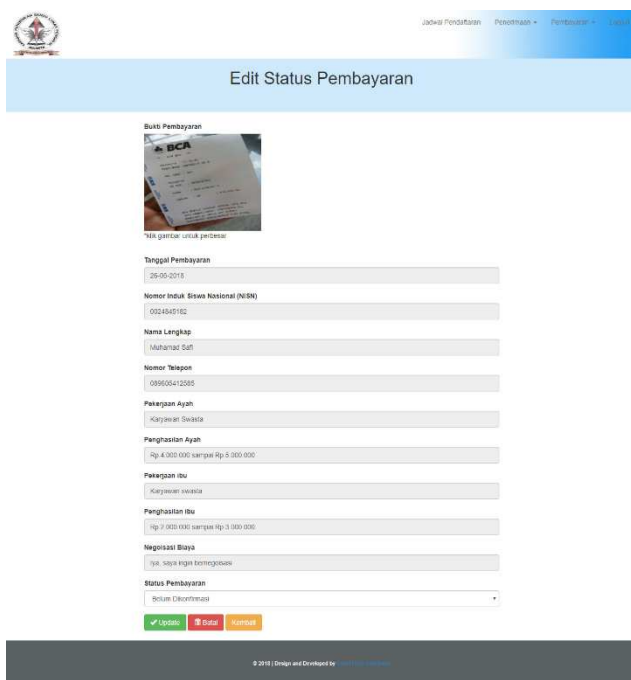 Jadwal Pendaftaran Penerimaan Pembayaran Logout
Edit Status Pembayaran
Bukti Pembayaran
BCA
*klik gambar untuk perbesar
Tanggal Pembayaran
26-05-2018
Nomor Induk Siswa Nasional (NISN)
0024845162
Nama Lengkap
Muhamad Safi
Nomor Telepon
089605412585
Pekerjaan Ayah
Karyawan Swasta
Penghasilan Ayah
Rp.4.000.000 sampai Rp.5.000.000
Pekerjaan Ibu
Karyawan swasta
Penghasilan Ibu
Rp.2.000.000 sampai Rp.3.000.000
Negoisasi Biaya
Iya, saya ingin bernegoisasi
Status Pembayaran
Belum Dikonfirmasi
Update Batal Kembali
© 2018 | Design and Developed by